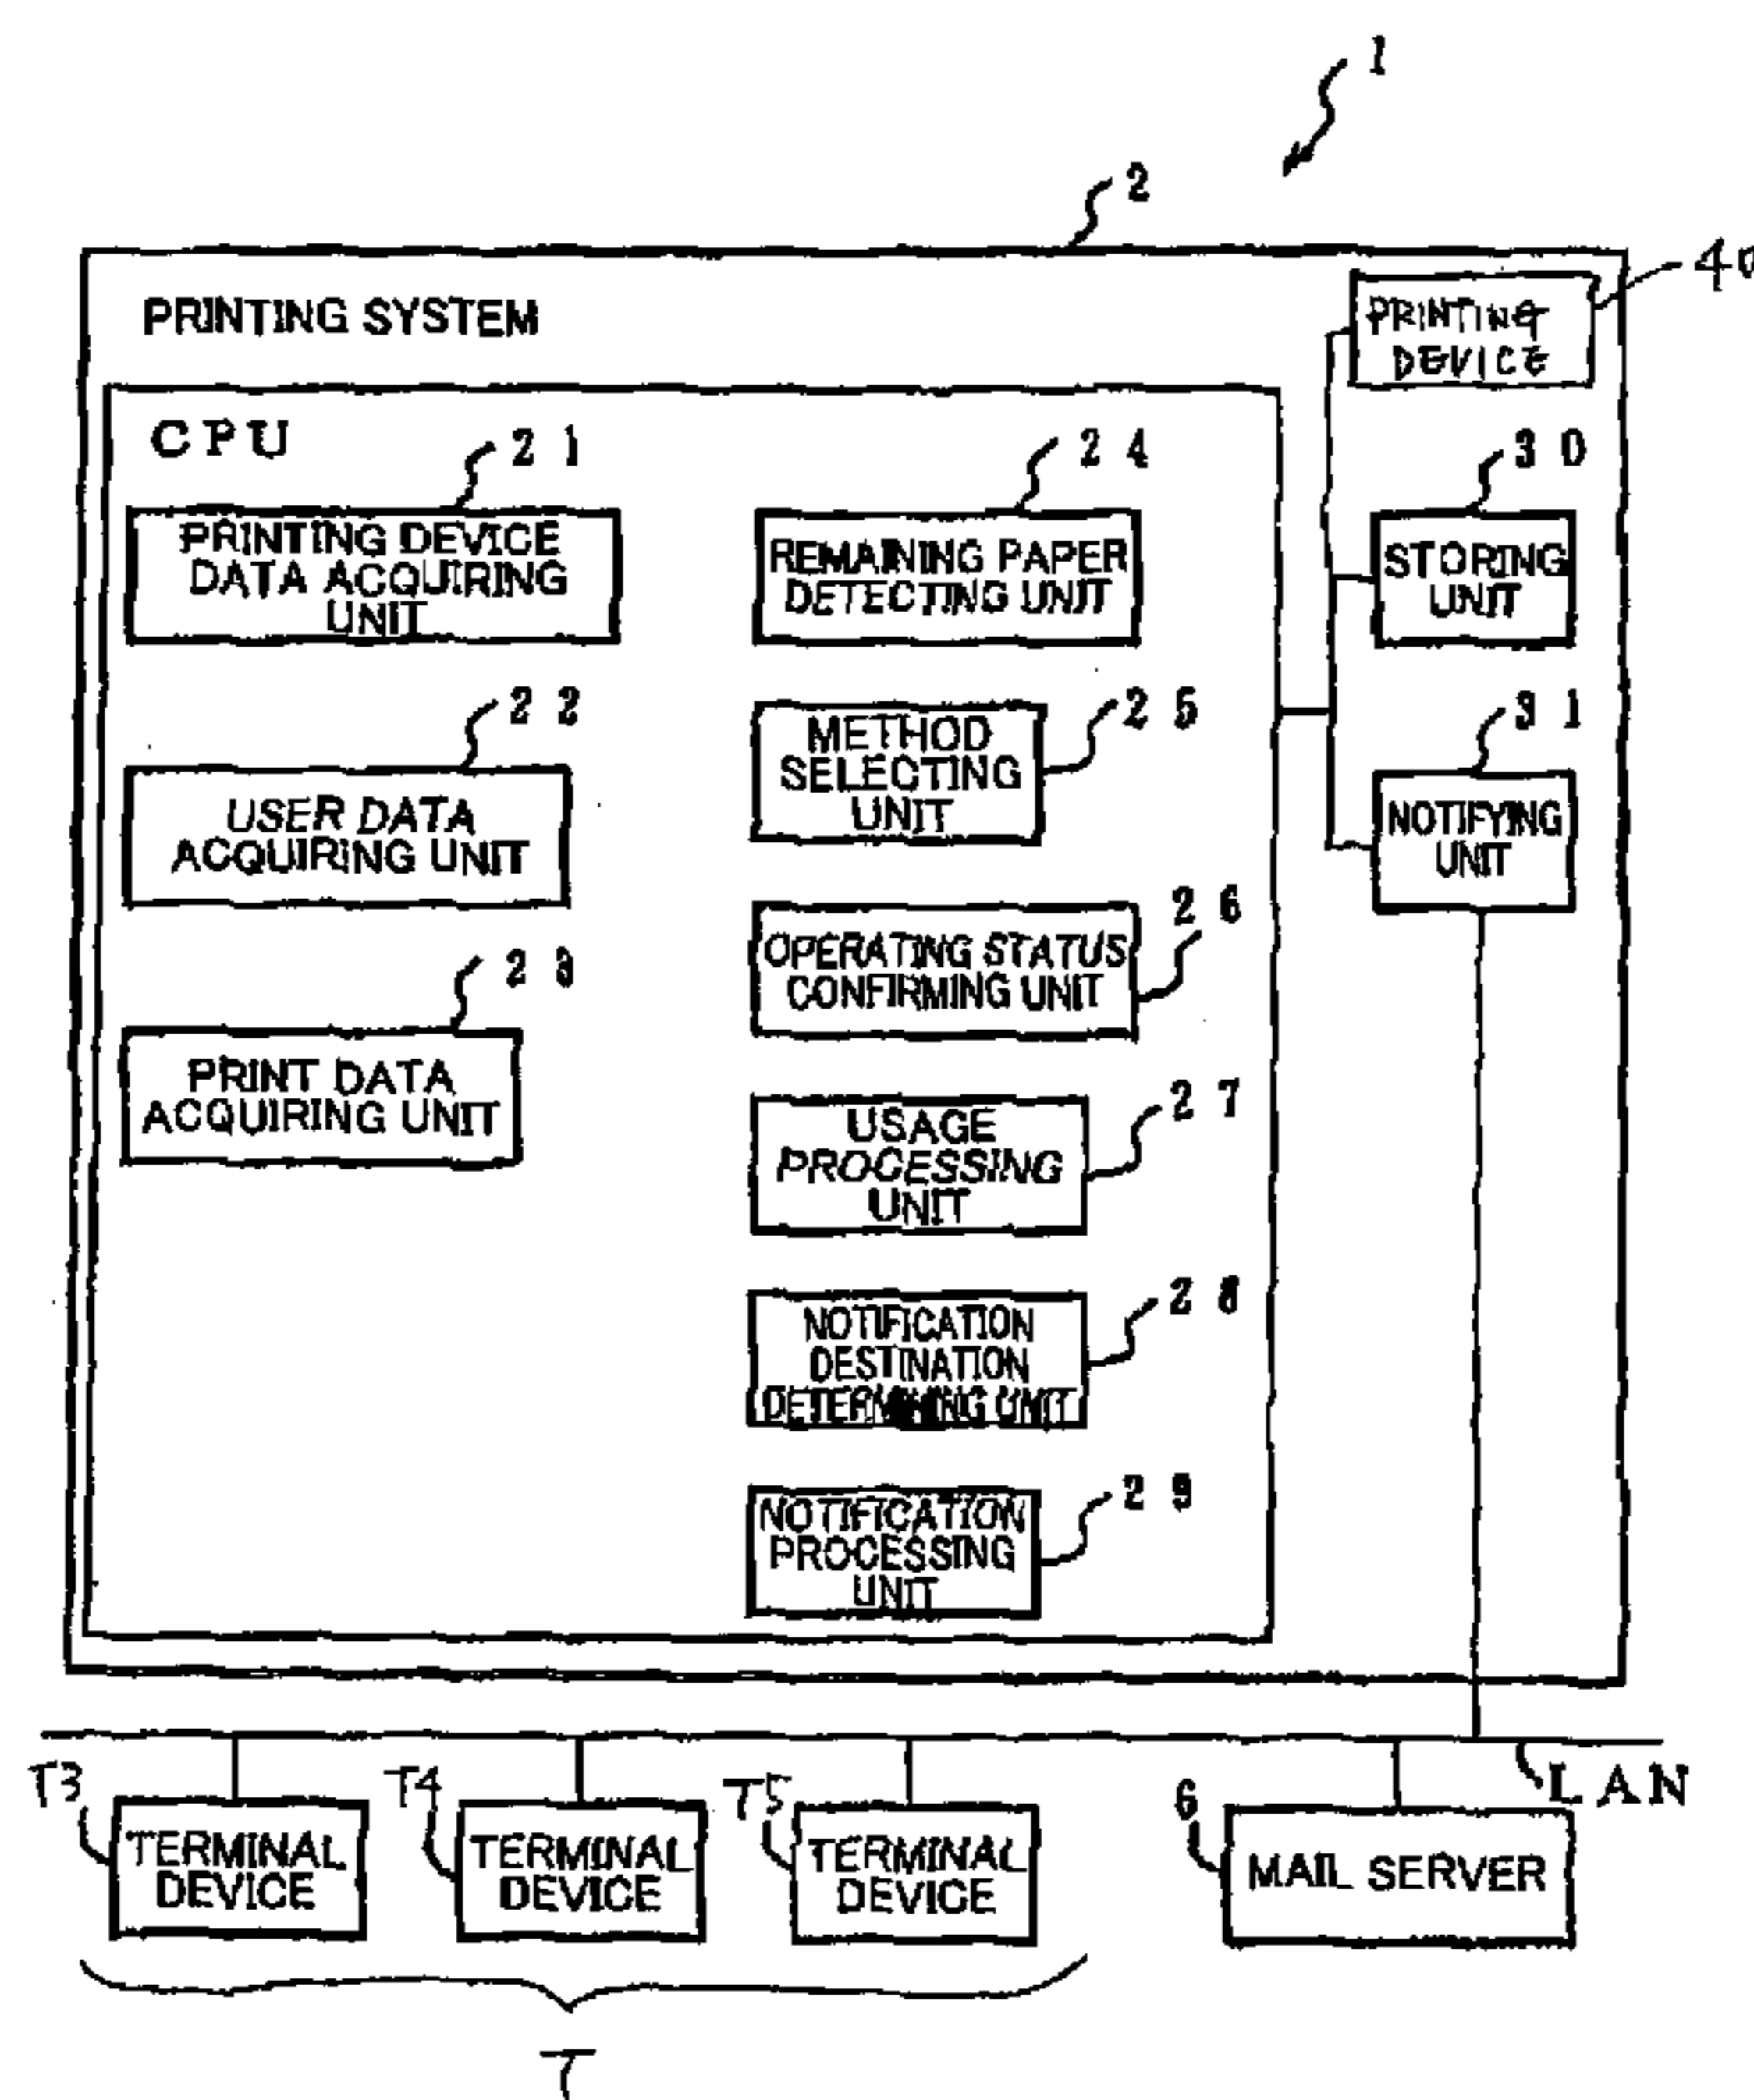 1
2
PRINTING SYSTEM
PRINTING
DEVICE
CPU
21
PRINTING DEVICE
DATA ACQUIRING
UNIT
24
REMAINING PAPER
DETECTING UNIT
30
STORING
UNIT
22
USER DATA
ACQUIRING UNIT
25
METHOD
SELECTING
UNIT
31
NOTIFYING
UNIT
23
PRINT DATA
ACQUIRING UNIT
26
OPERATING STATUS
CONFIRMING UNIT
27
USAGE
PROCESSING
UNIT
28
NOTIFICATION
DESTINATION
DETERMINING UNIT
29
NOTIFICATION
PROCESSING
UNIT
LAN
T3
TERMINAL
DEVICE
T4
TERMINAL
DEVICE
T5
TERMINAL
DEVICE
6
MAIL SERVER
T